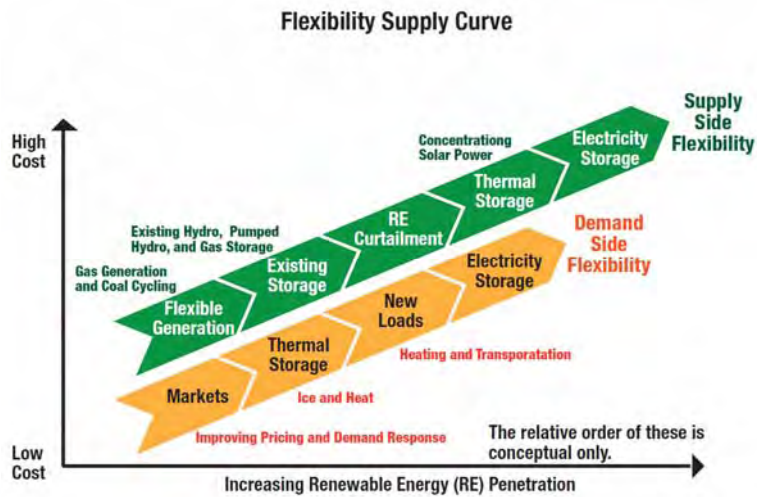 Flexibility Supply Curve
High
Cost
Low
Cost
Supply
Side
Flexibility
Concentrationg
Solar Power
Electricity
Storage
Thermal
Storage
RE
Curtailment
Existing Hydro, Pumped
Hydro, and Gas Storage
Existing
Storage
Gas Generation
and Coal Cycling
Flexible
Generation
Demand
Side
Flexibility
Electricity
Storage
New
Loads
Heating and Transporatation
Thermal
Storage
Ice and Heat
Markets
Improving Pricing and Demand Response
The relative order of these is
conceptual only.
Increasing Renewable Energy (RE) Penetration